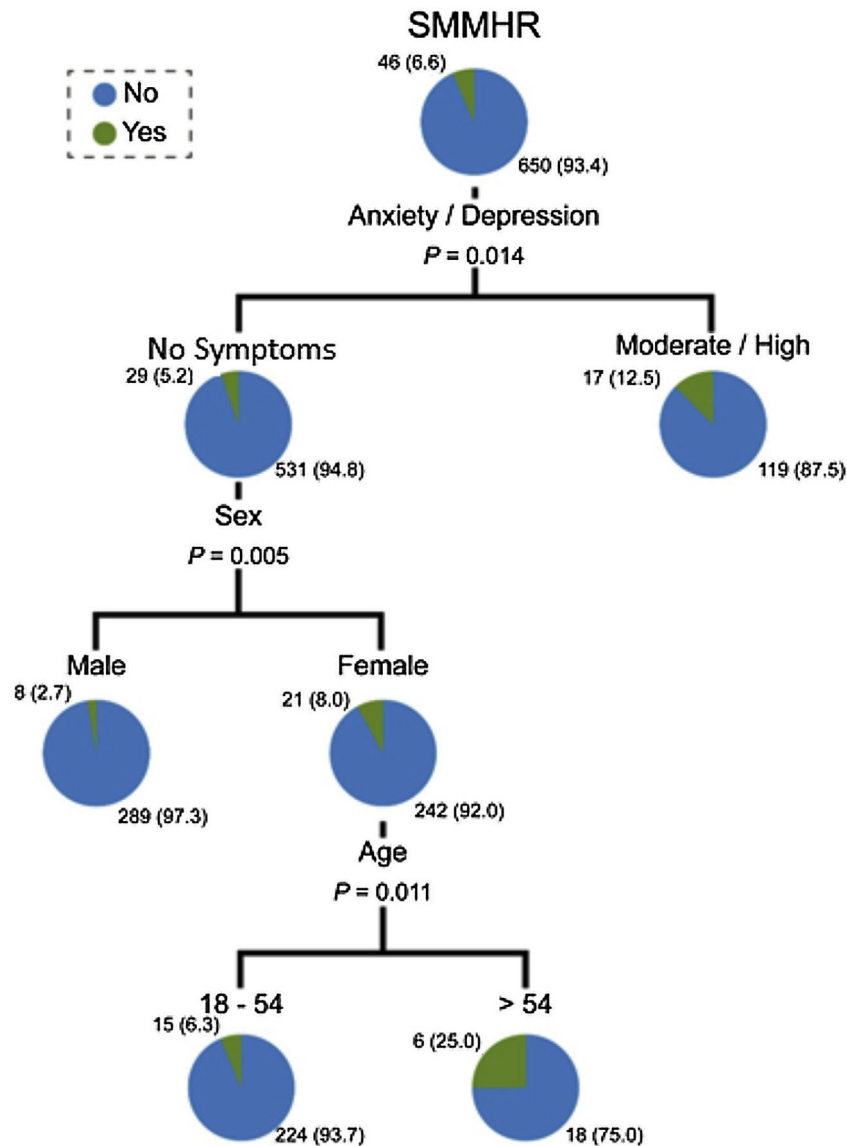 SMMHR
46 (6.6)
No
Yes
650 (93.4)
Anxiety / Depression
P = 0.014
No Symptoms
Moderate / High
29 (5.2)
17 (12.5)
531 (94.8)
119 (87.5)
Sex
P = 0.005
Male
Female
8 (2.7)
21 (8.0)
289 (97.3)
242 (92.0)
Age
P = 0.011
18 - 54
> 54
15 (6.3)
6 (25.0)
224 (93.7)
18 (75.0)